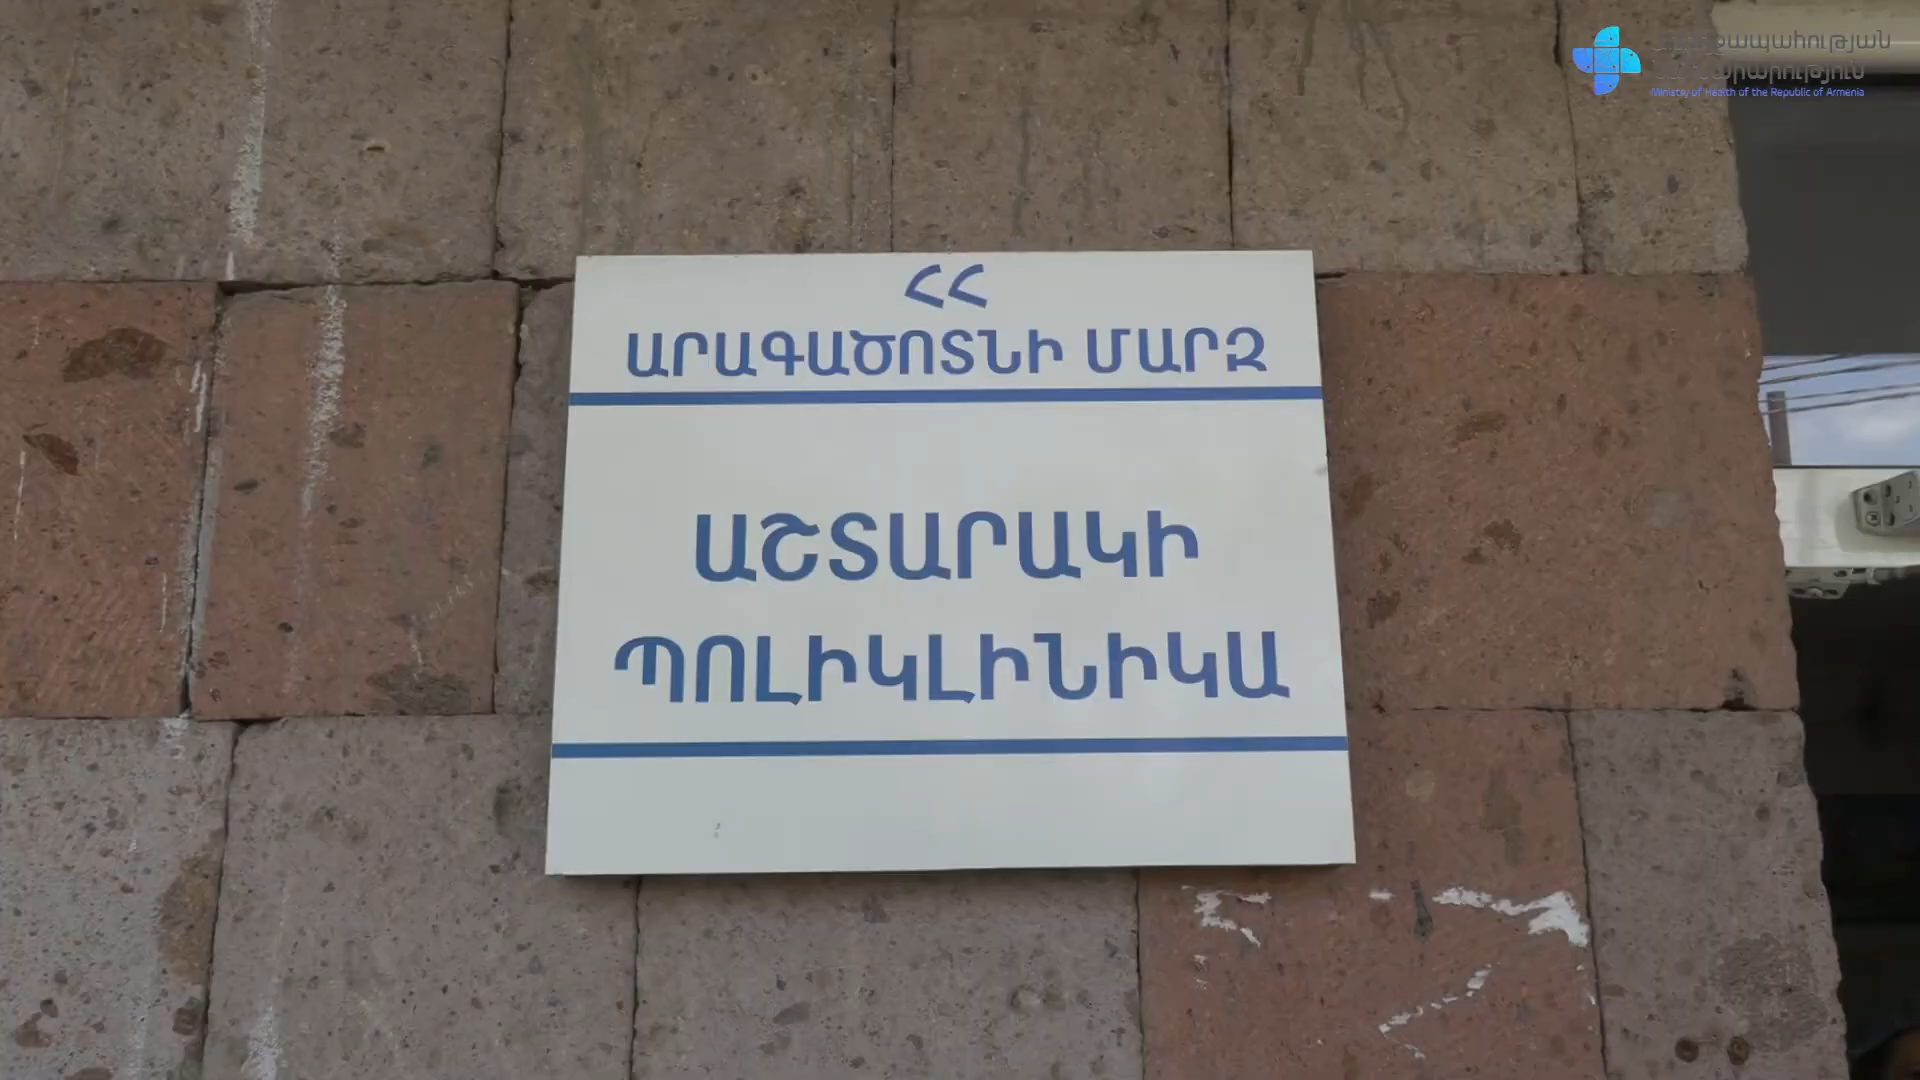 ՀՀ
ԱՐԱԳԱԾՈՏՆԻ ՄԱՐԶ
ԱՇՏԱՐԱԿԻ
ՊՈԼԻԿԼԻՆԻԿԱ
Ministry of Health of the Republic of Armenia